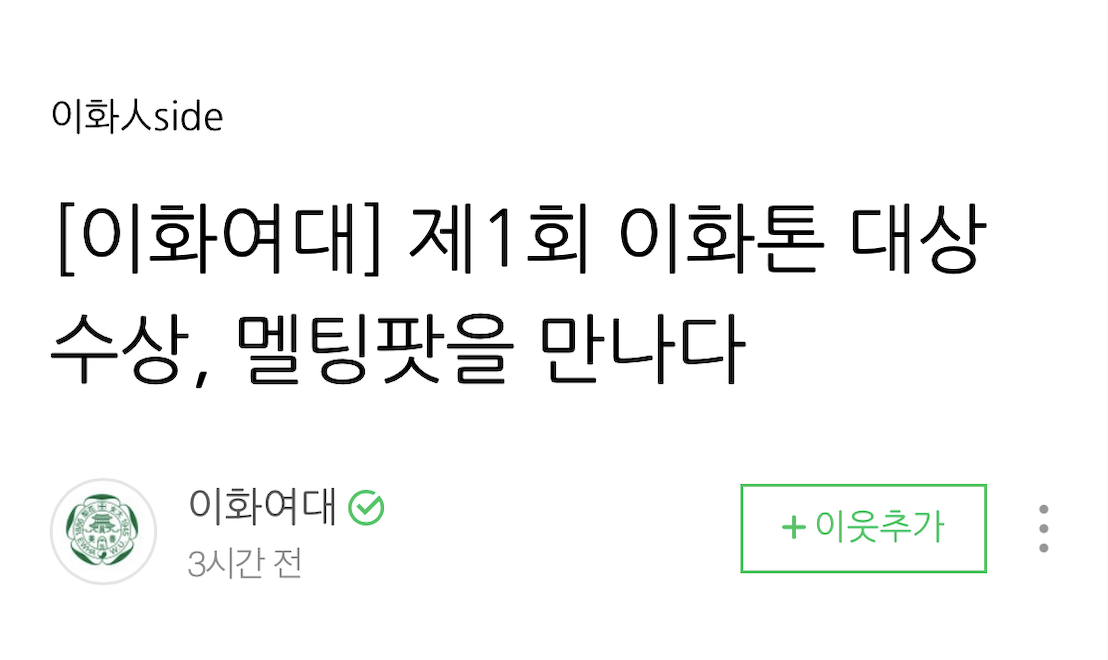 이화人side
[이화여대] 제1회 이화톤 대상
수상, 멜팅팟을 만나다
이화여대
3시간 전
+ 이웃추가